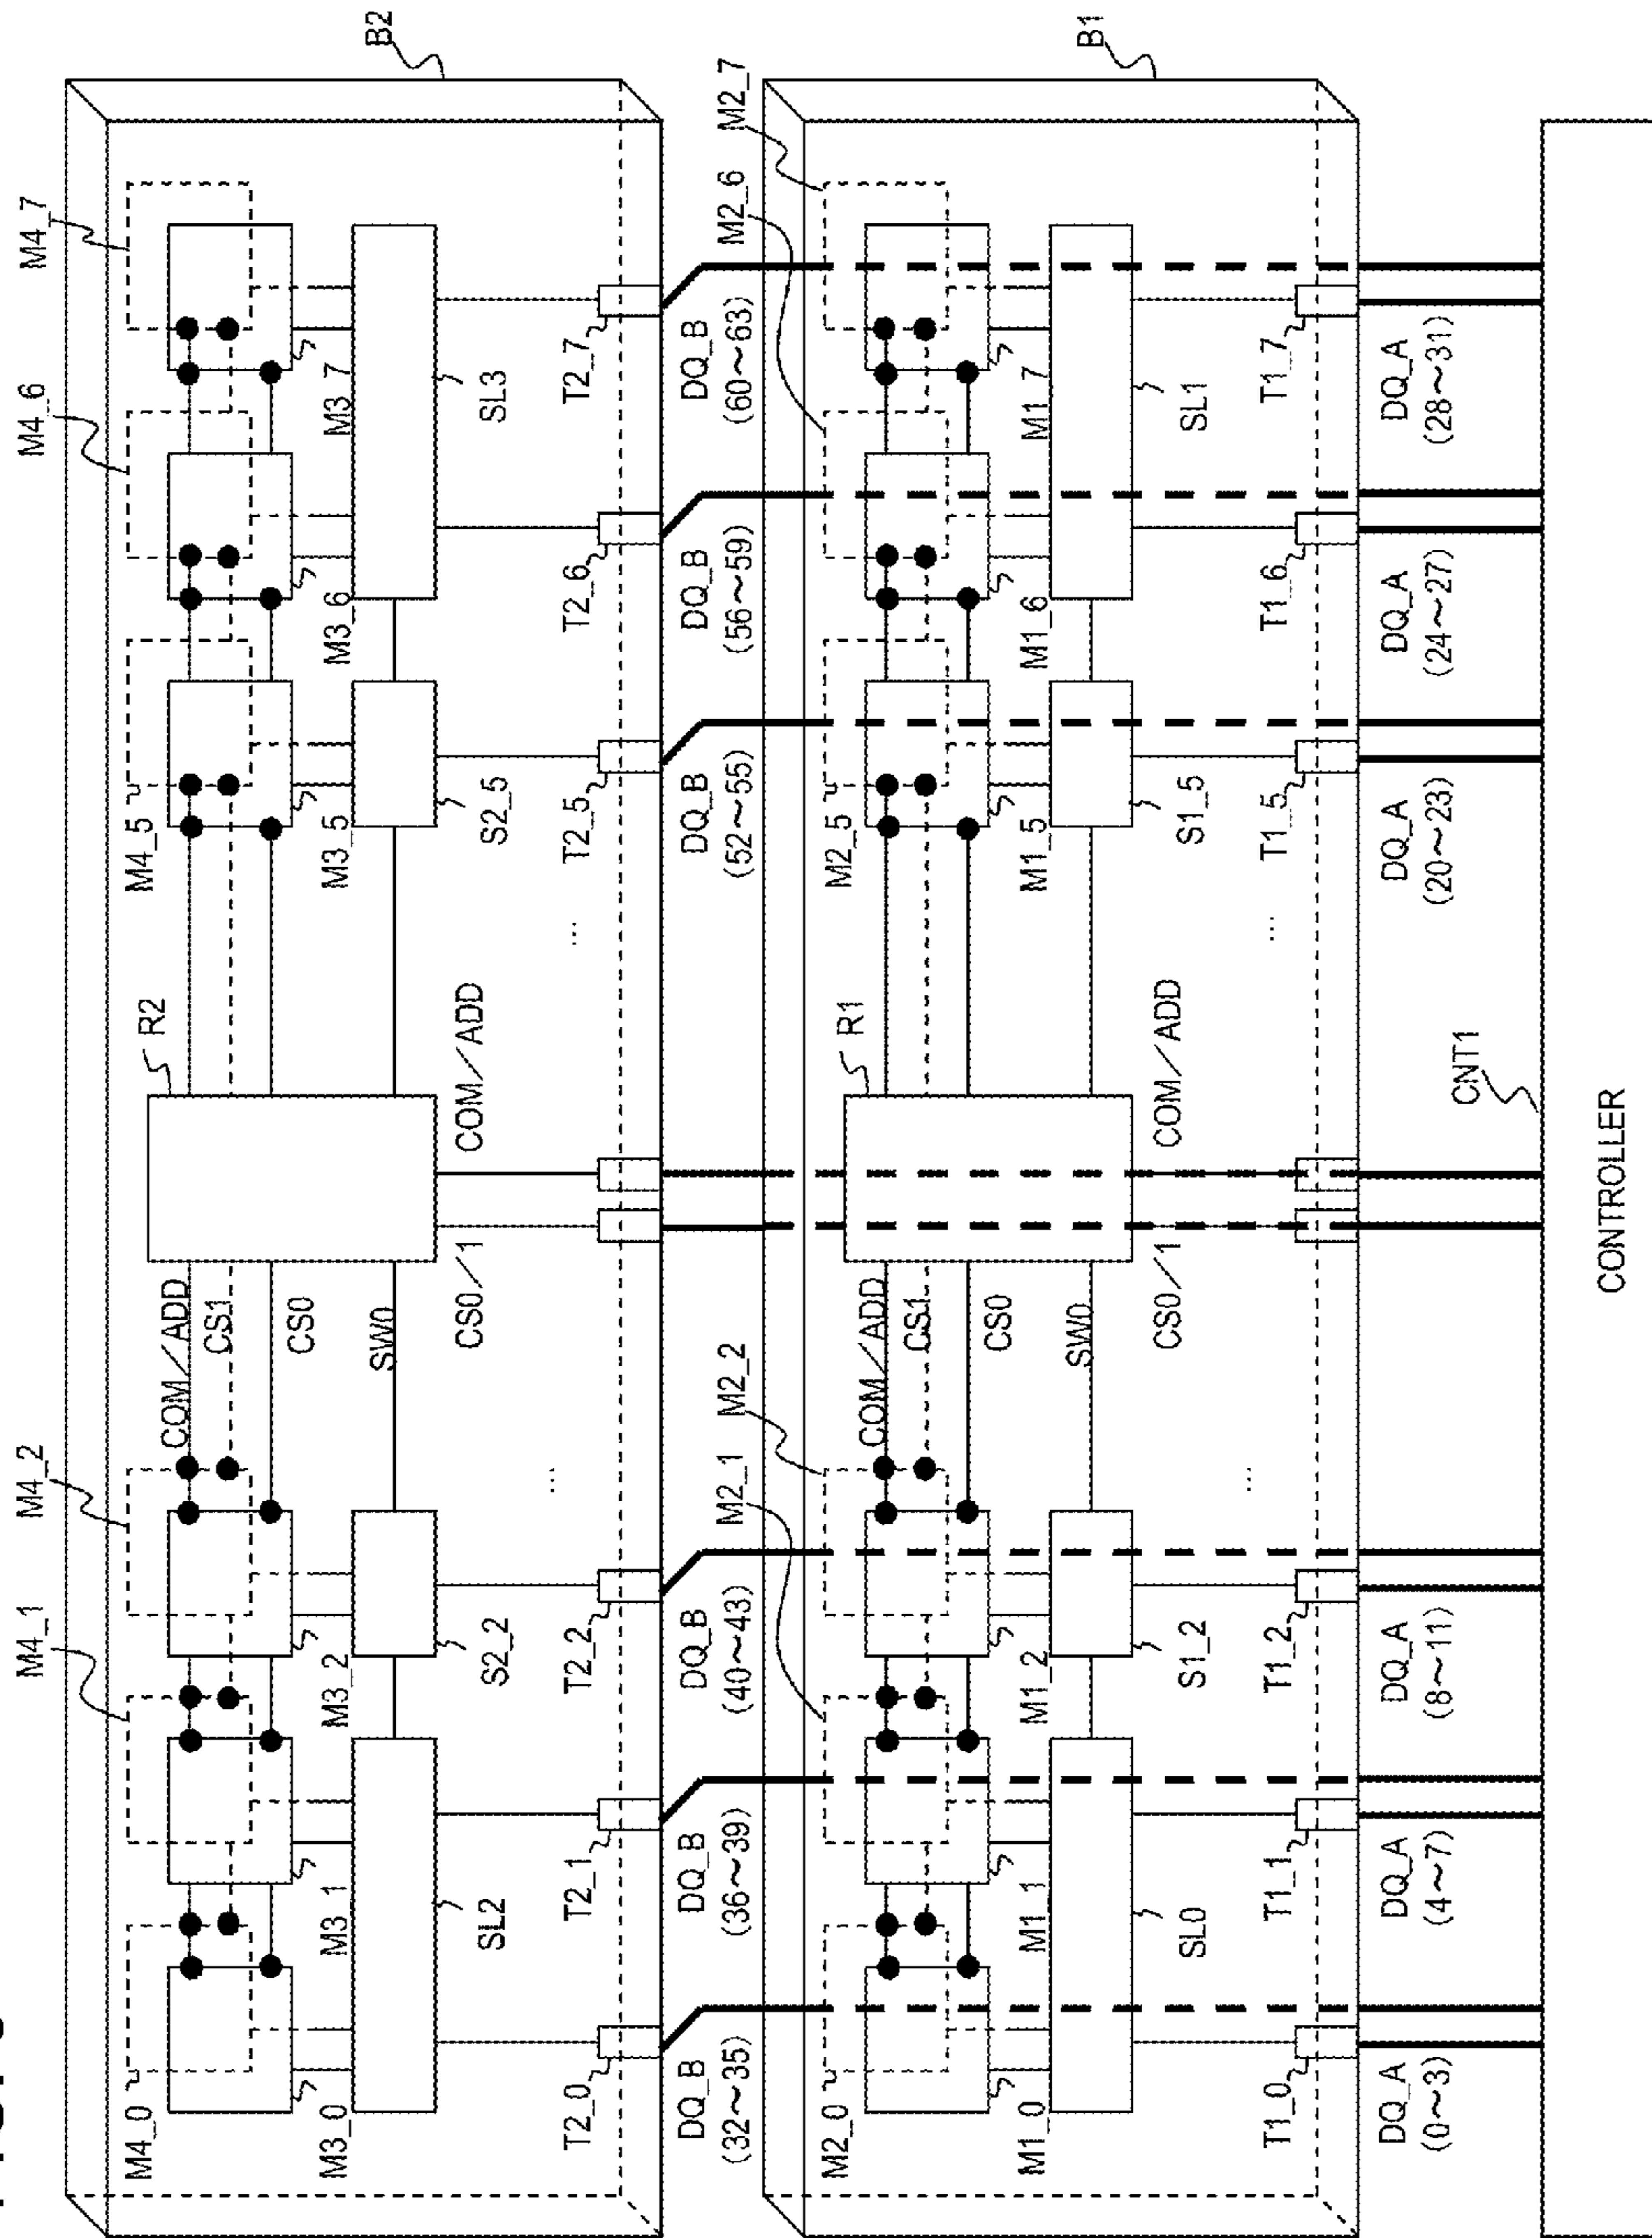 M4_1
M4_2
M4_6
M4_7
B2
M4_0
R2
M4_5
COM/ADD
CS1
CS0
M3_0
M3_1
M3_2
M3_5
M3_6
M3_7
SW0
SL2
S2_2
CS0/1
COM/ADD
S2_5
SL3
T2_0
T2_1
T2_2
...
...
T2_5
T2_6
T2_7
DQ_B
(32~35)
DQ_B
(36~39)
DQ_B
(40~43)
DQ_B
(52~55)
DQ_B
(56~59)
DQ_B
(60~63)
M2_1
M2_2
M2_6
M2_7
B1
M2_0
R1
M2_5
COM/ADD
CS1
CS0
M1_0
M1_1
M1_2
M1_5
M1_6
M1_7
SW0
SL0
S1_2
CS0/1
COM/ADD
S1_5
SL1
T1_0
T1_1
T1_2
...
...
T1_5
T1_6
T1_7
DQ_A
(0~3)
DQ_A
(4~7)
DQ_A
(8~11)
DQ_A
(20~23)
DQ_A
(24~27)
DQ_A
(28~31)
CNT1
CONTROLLER